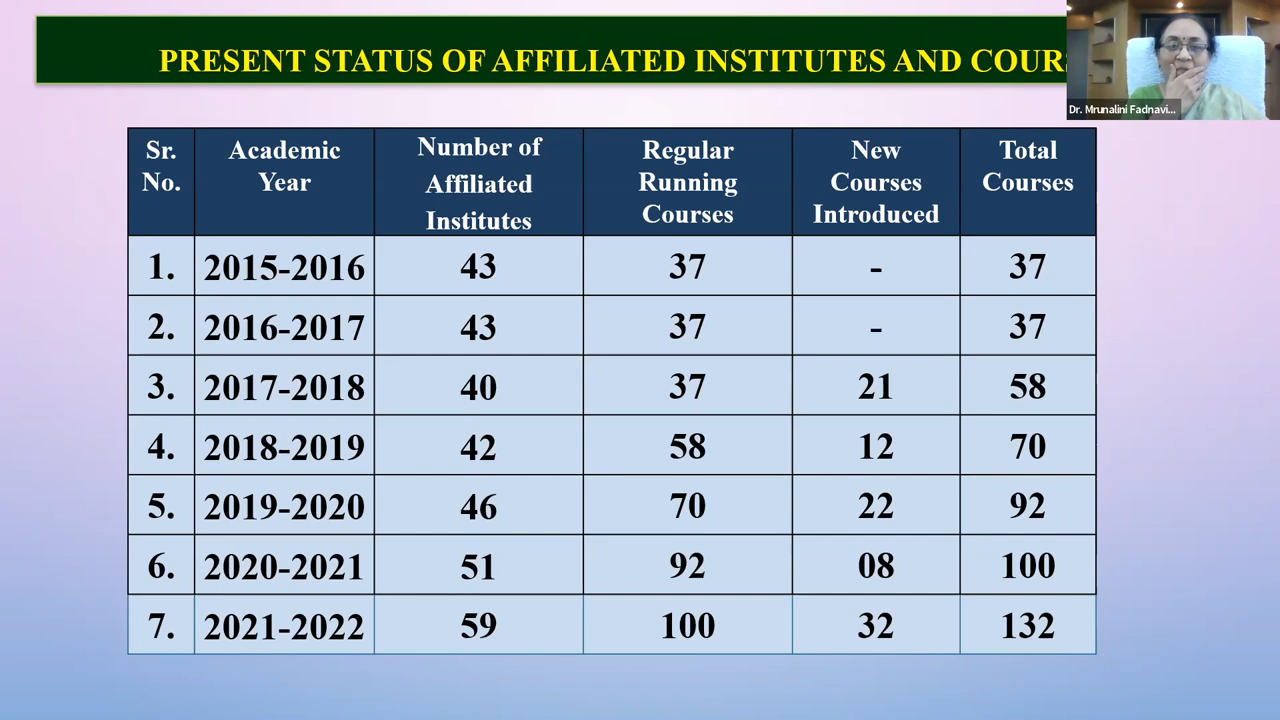 PRESENT STATUS OF AFFILIATED INSTITUTES AND
Dr. Mrunalini Fadnavi...
Sr. No. Academic Year Number of Affiliated Institutes Regular Running Courses New Courses Introduced Total Courses
1. 2015-2016 43 37 - 37
2. 2016-2017 43 37 - 37
3. 2017-2018 40 37 21 58
4. 2018-2019 42 58 12 70
5. 2019-2020 46 70 22 92
6. 2020-2021 51 92 08 100
7. 2021-2022 59 100 32 132